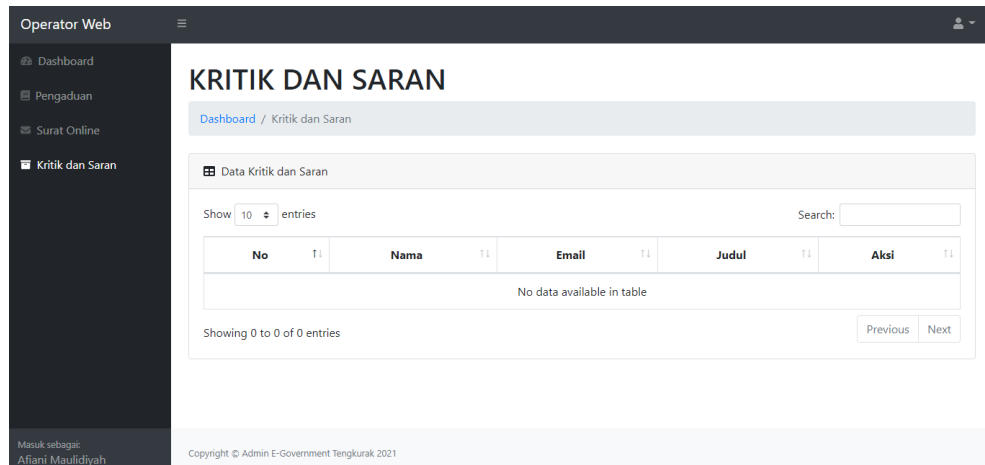 Operator Web
Dashboard
Pengaduan
Surat Online
Kritik dan Saran
Masuk sebagai:
Afiani Maulidiyah
KRITIK DAN SARAN
Dashboard / Kritik dan Saran
Data Kritik dan Saran
Show 10 entries Search:
No Nama Email Judul Aksi
No data available in table
Showing 0 to 0 of 0 entries Previous Next
Copyright © Admin E-Government Tengkurak 2021